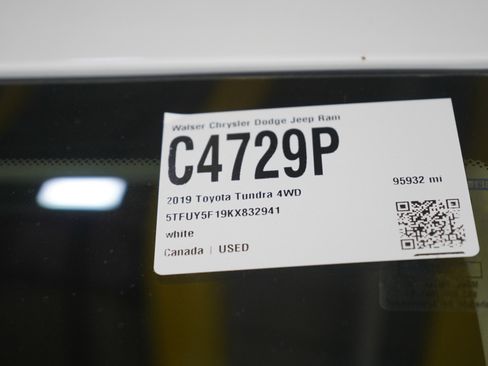 Walser Chrysler Dodge Jeep Ram
C4729P
2019 Toyota Tundra 4WD
95932 mi
5TFUY5F19KX832941
white
Canada | USED